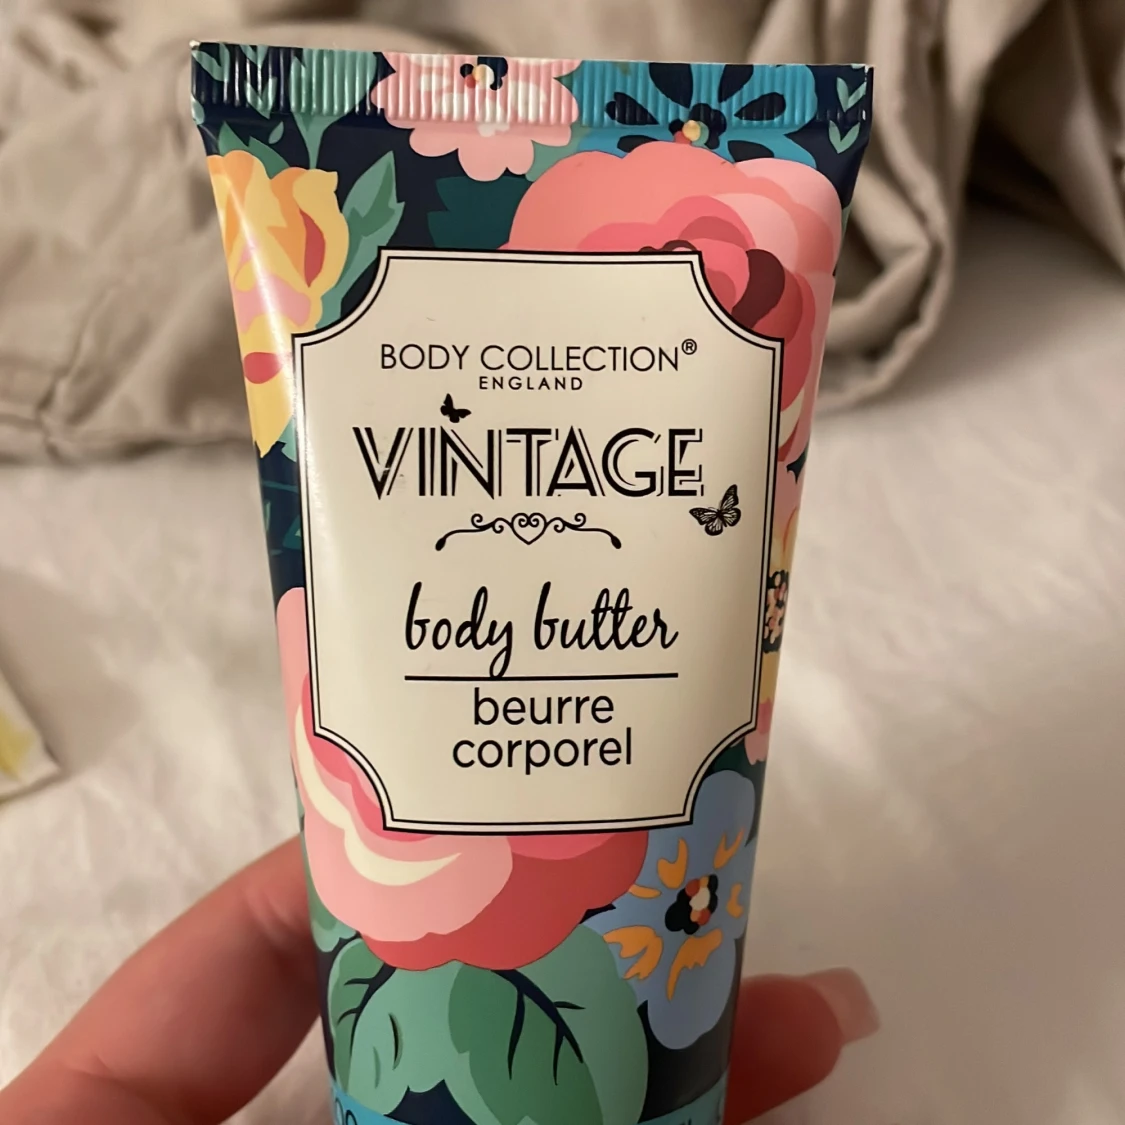 BODY COLLECTION®
ENGLAND
VINTAGE
body butter
beurre
corporel